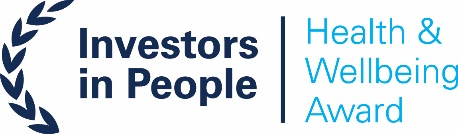 Investors
in People
Health &
Wellbeing
Award